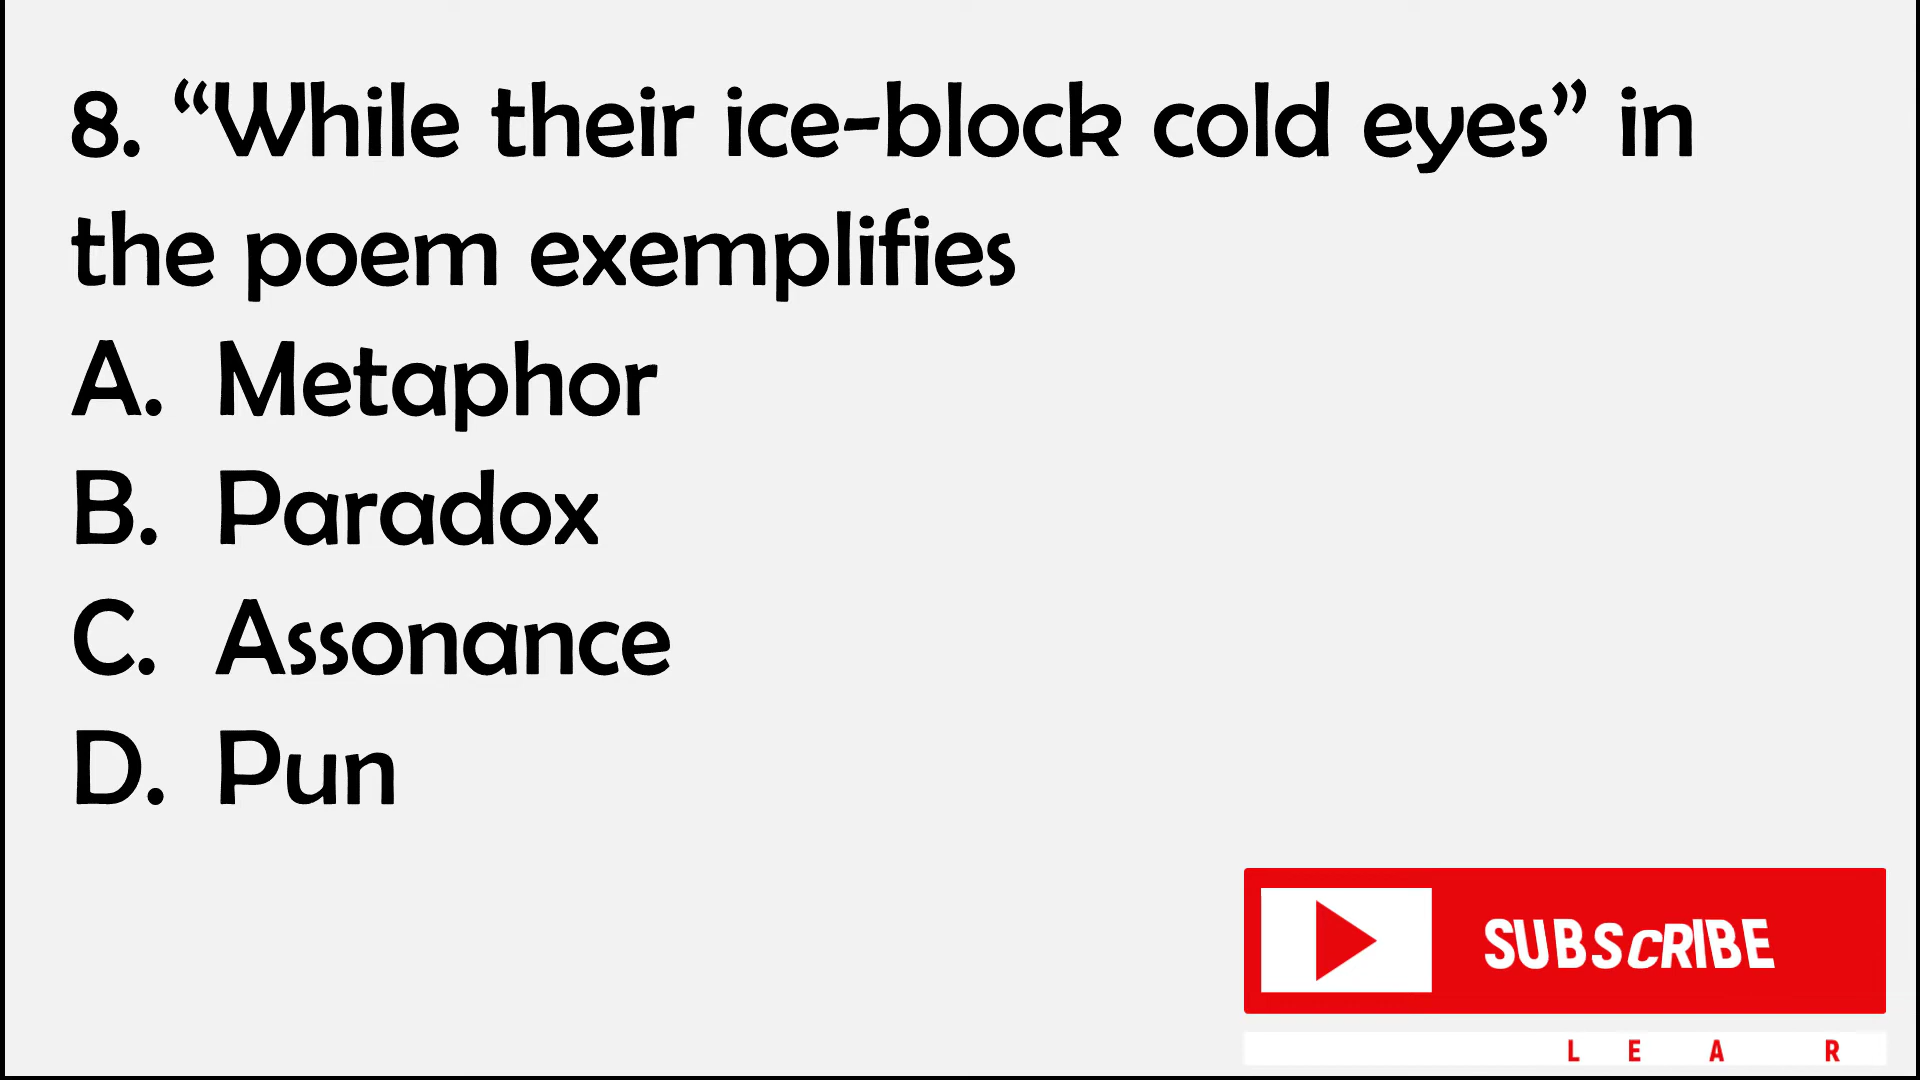 8. “While their ice-block cold eyes” in
the poem exemplifies
A. Metaphor
B. Paradox
C. Assonance
D. Pun
SUBSCRIBE
L E A R